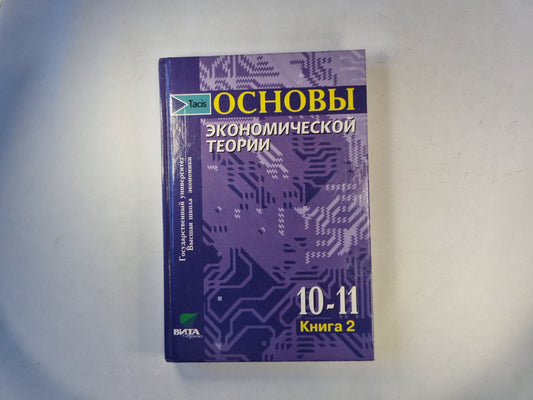 Tacis
ОСНОВЫ
ЭКОНОМИЧЕСКОЙ
ТЕОРИИ
Государственный университет
Высшая школа экономики
10-11
Книга 2
ВИТА